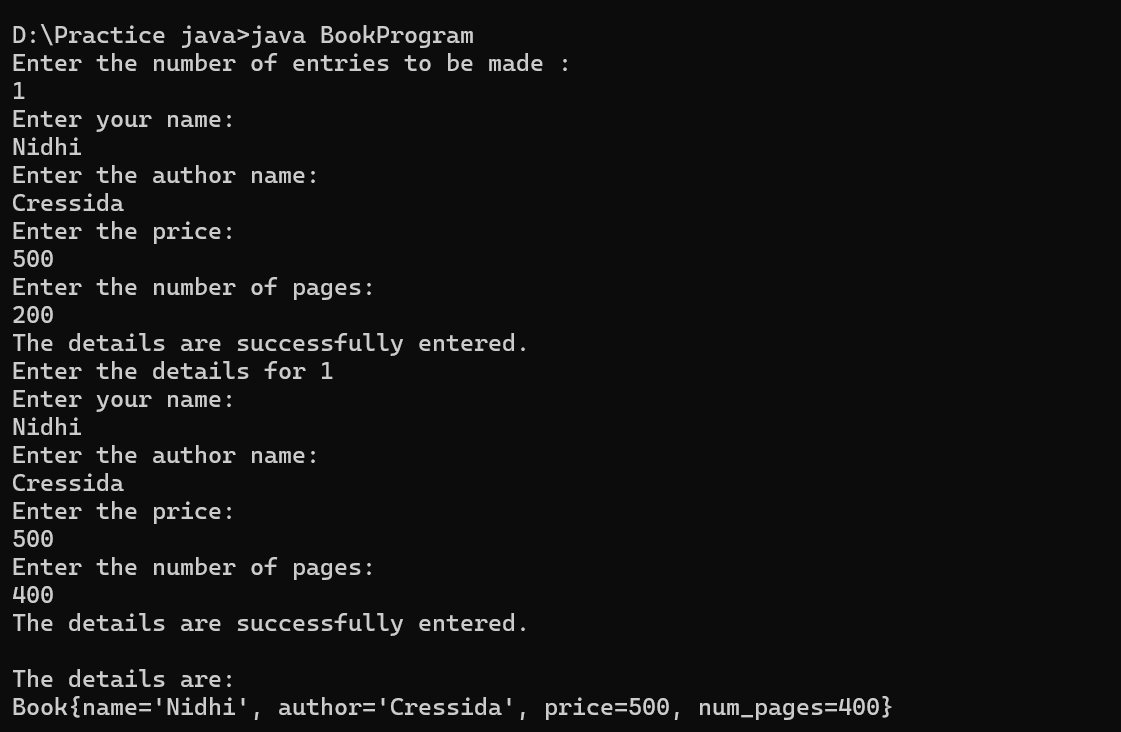 D:\Practice java>java BookProgram
Enter the number of entries to be made :
1
Enter your name:
Nidhi
Enter the author name:
Cressida
Enter the price:
500
Enter the number of pages:
200
The details are successfully entered.
Enter the details for 1
Enter your name:
Nidhi
Enter the author name:
Cressida
Enter the price:
500
Enter the number of pages:
400
The details are successfully entered.

The details are:
Book{name='Nidhi', author='Cressida', price=500, num_pages=400}